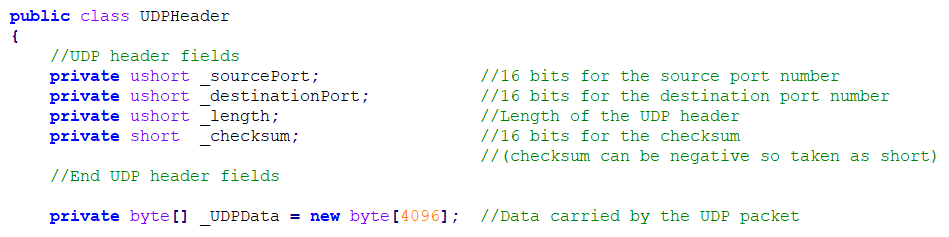 public class UDPHeader
{
    //UDP header fields
    private ushort _sourcePort;                //16 bits for the source port number
    private ushort _destinationPort;           //16 bits for the destination port number
    private ushort _length;                    //Length of the UDP header
    private short  _checksum;                  //16 bits for the checksum
                                               //(checksum can be negative so taken as short)
    //End UDP header fields
    private byte[] _UDPData = new byte[4096];  //Data carried by the UDP packet